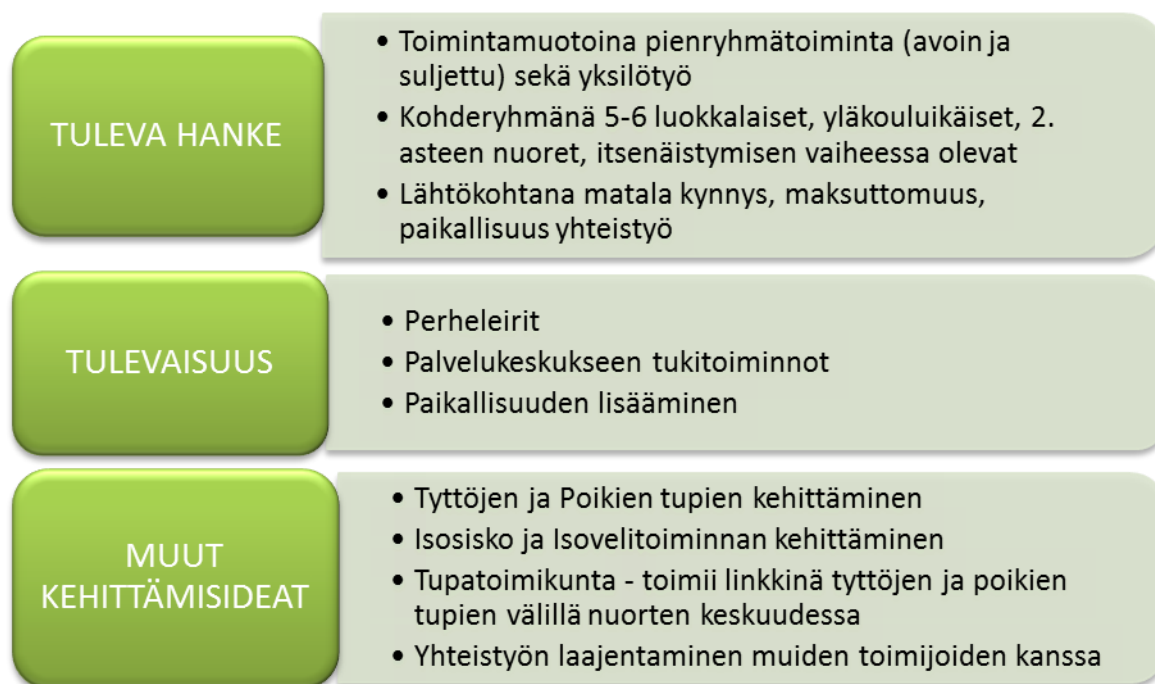 TULEVA HANKE
• Toimintamuotoina pienryhmätoiminta (avoin ja
suljettu) sekä yksilötyö
• Kohderyhmänä 5-6 luokkalaiset, yläkouluikäiset, 2.
asteen nuoret, itsenäistymisen vaiheessa olevat
• Lähtökohtana matala kynnys, maksuttomuus,
paikallisuus yhteistyö
TULEVAISUUS
• Perheleirit
• Palvelukeskukseen tukitoiminnot
• Paikallisuuden lisääminen
MUUT
KEHITTÄMISIDEAT
• Tyttöjen ja Poikien tupien kehittäminen
• Isosisko ja Isovelitoiminnan kehittäminen
• Tupatoimikunta - toimii linkkinä tyttöjen ja poikien
tupien välillä nuorten keskuudessa
• Yhteistyön laajentaminen muiden toimijoiden kanssa